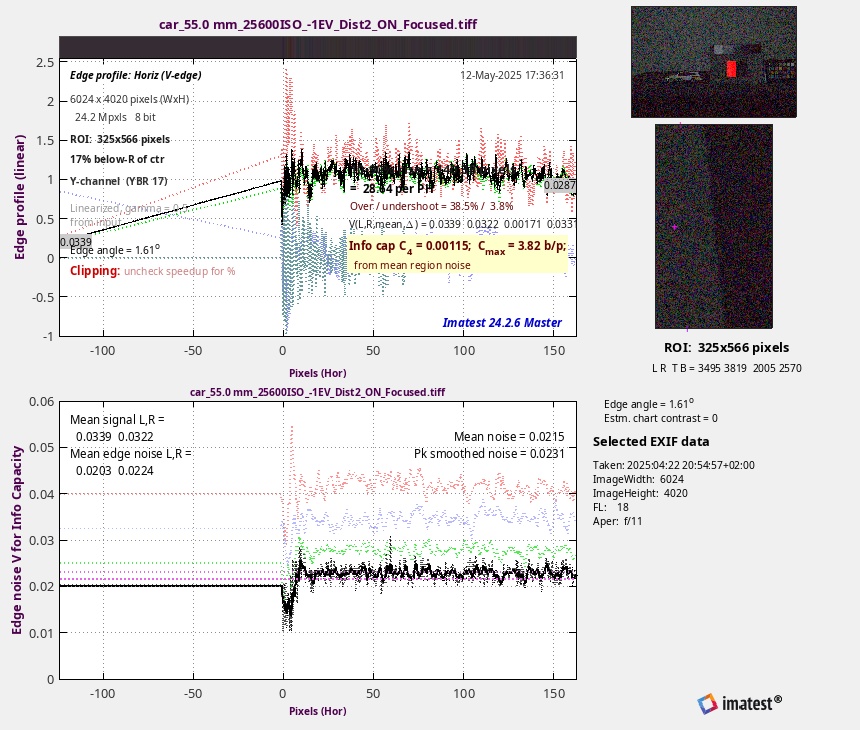 car_55.0 mm_25600ISO_-1EV_Dist2_ON_Focused.tiff
Edge profile (linear)
2.5
2
1.5
1
0.5
0
-0.5
-1
Edge profile: Horiz (V-edge)
12-May-2025 17:36:31
6024 x 4020 pixels (WxH)
24.2 Mpxls 8 bit
ROI: 325x566 pixels
17% below-R of ctr
Y-channel (YBR 17)
0.0287
Over / undershoot = 38.5% / 3.8%
Linearized, gamma =
from input
V(L,R,mean,Δ) = 0.0339 0.0322 0.00171 0.0331
0.0339
Edge angle = 1.61°
Info cap C4 = 0.00115; Cmax = 3.82 b/p;
from mean region noise
Clipping: uncheck speedup for %
Imatest 24.2.6 Master
-100 -50 0 50 100 150
Pixels (Hor)
ROI: 325x566 pixels
L R T B = 3495 3819 2005 2570
car_55.0 mm_25600ISO_-1EV_Dist2_ON_Focused.tiff
Edge noise V for Info Capacity
0.06
0.05
0.04
0.03
0.02
0.01
0
Mean signal L,R =
0.0339 0.0322
Mean edge noise L,R =
0.0203 0.0224
Mean noise = 0.0215
Pk smoothed noise = 0.0231
-100 -50 0 50 100 150
Pixels (Hor)
Edge angle = 1.61°
Estm. chart contrast = 0
Selected EXIF data
Taken: 2025:04:22 20:54:57+02:00
ImageWidth: 6024
ImageHeight: 4020
FL: 18
Aper: f/11
imatest®